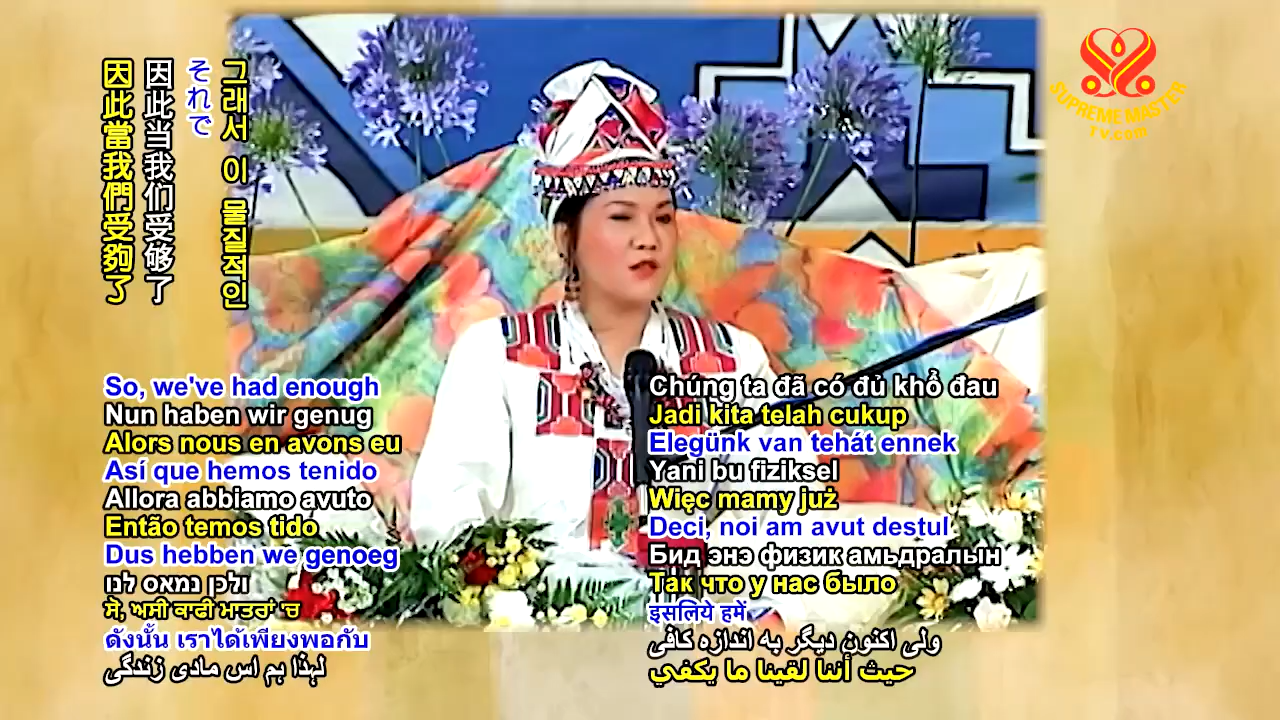 因此當我們受夠了
因此当我们受够了
それで
그래서 이 물질적인
SUPREME MASTER
TV.com
So, we've had enough
Nun haben wir genug
Alors nous en avons eu
Así que hemos tenido
Allora abbiamo avuto
Então temos tido
Dus hebben we genoeg
ולכן נמאס לנו
ਸੋ, ਅਸੀ ਕਾਫੀ ਮਾਤਰਾਂ 'ਚ
ดังนั้น เราได้เพียงพอกับ
لہذا ہم اس مادی زندگی
Chúng ta đã có đủ khổ đau
Jadi kita telah cukup
Elegünk van tehát ennek
Yani bu fiziksel
Więc mamy już
Deci, noi am avut destul
Бид энэ физик амьдралын
Так что у нас было
इसलिये हमें
ولی اکنون دیگر به اندازه کافی
حيث أننا لقينا ما يكفي